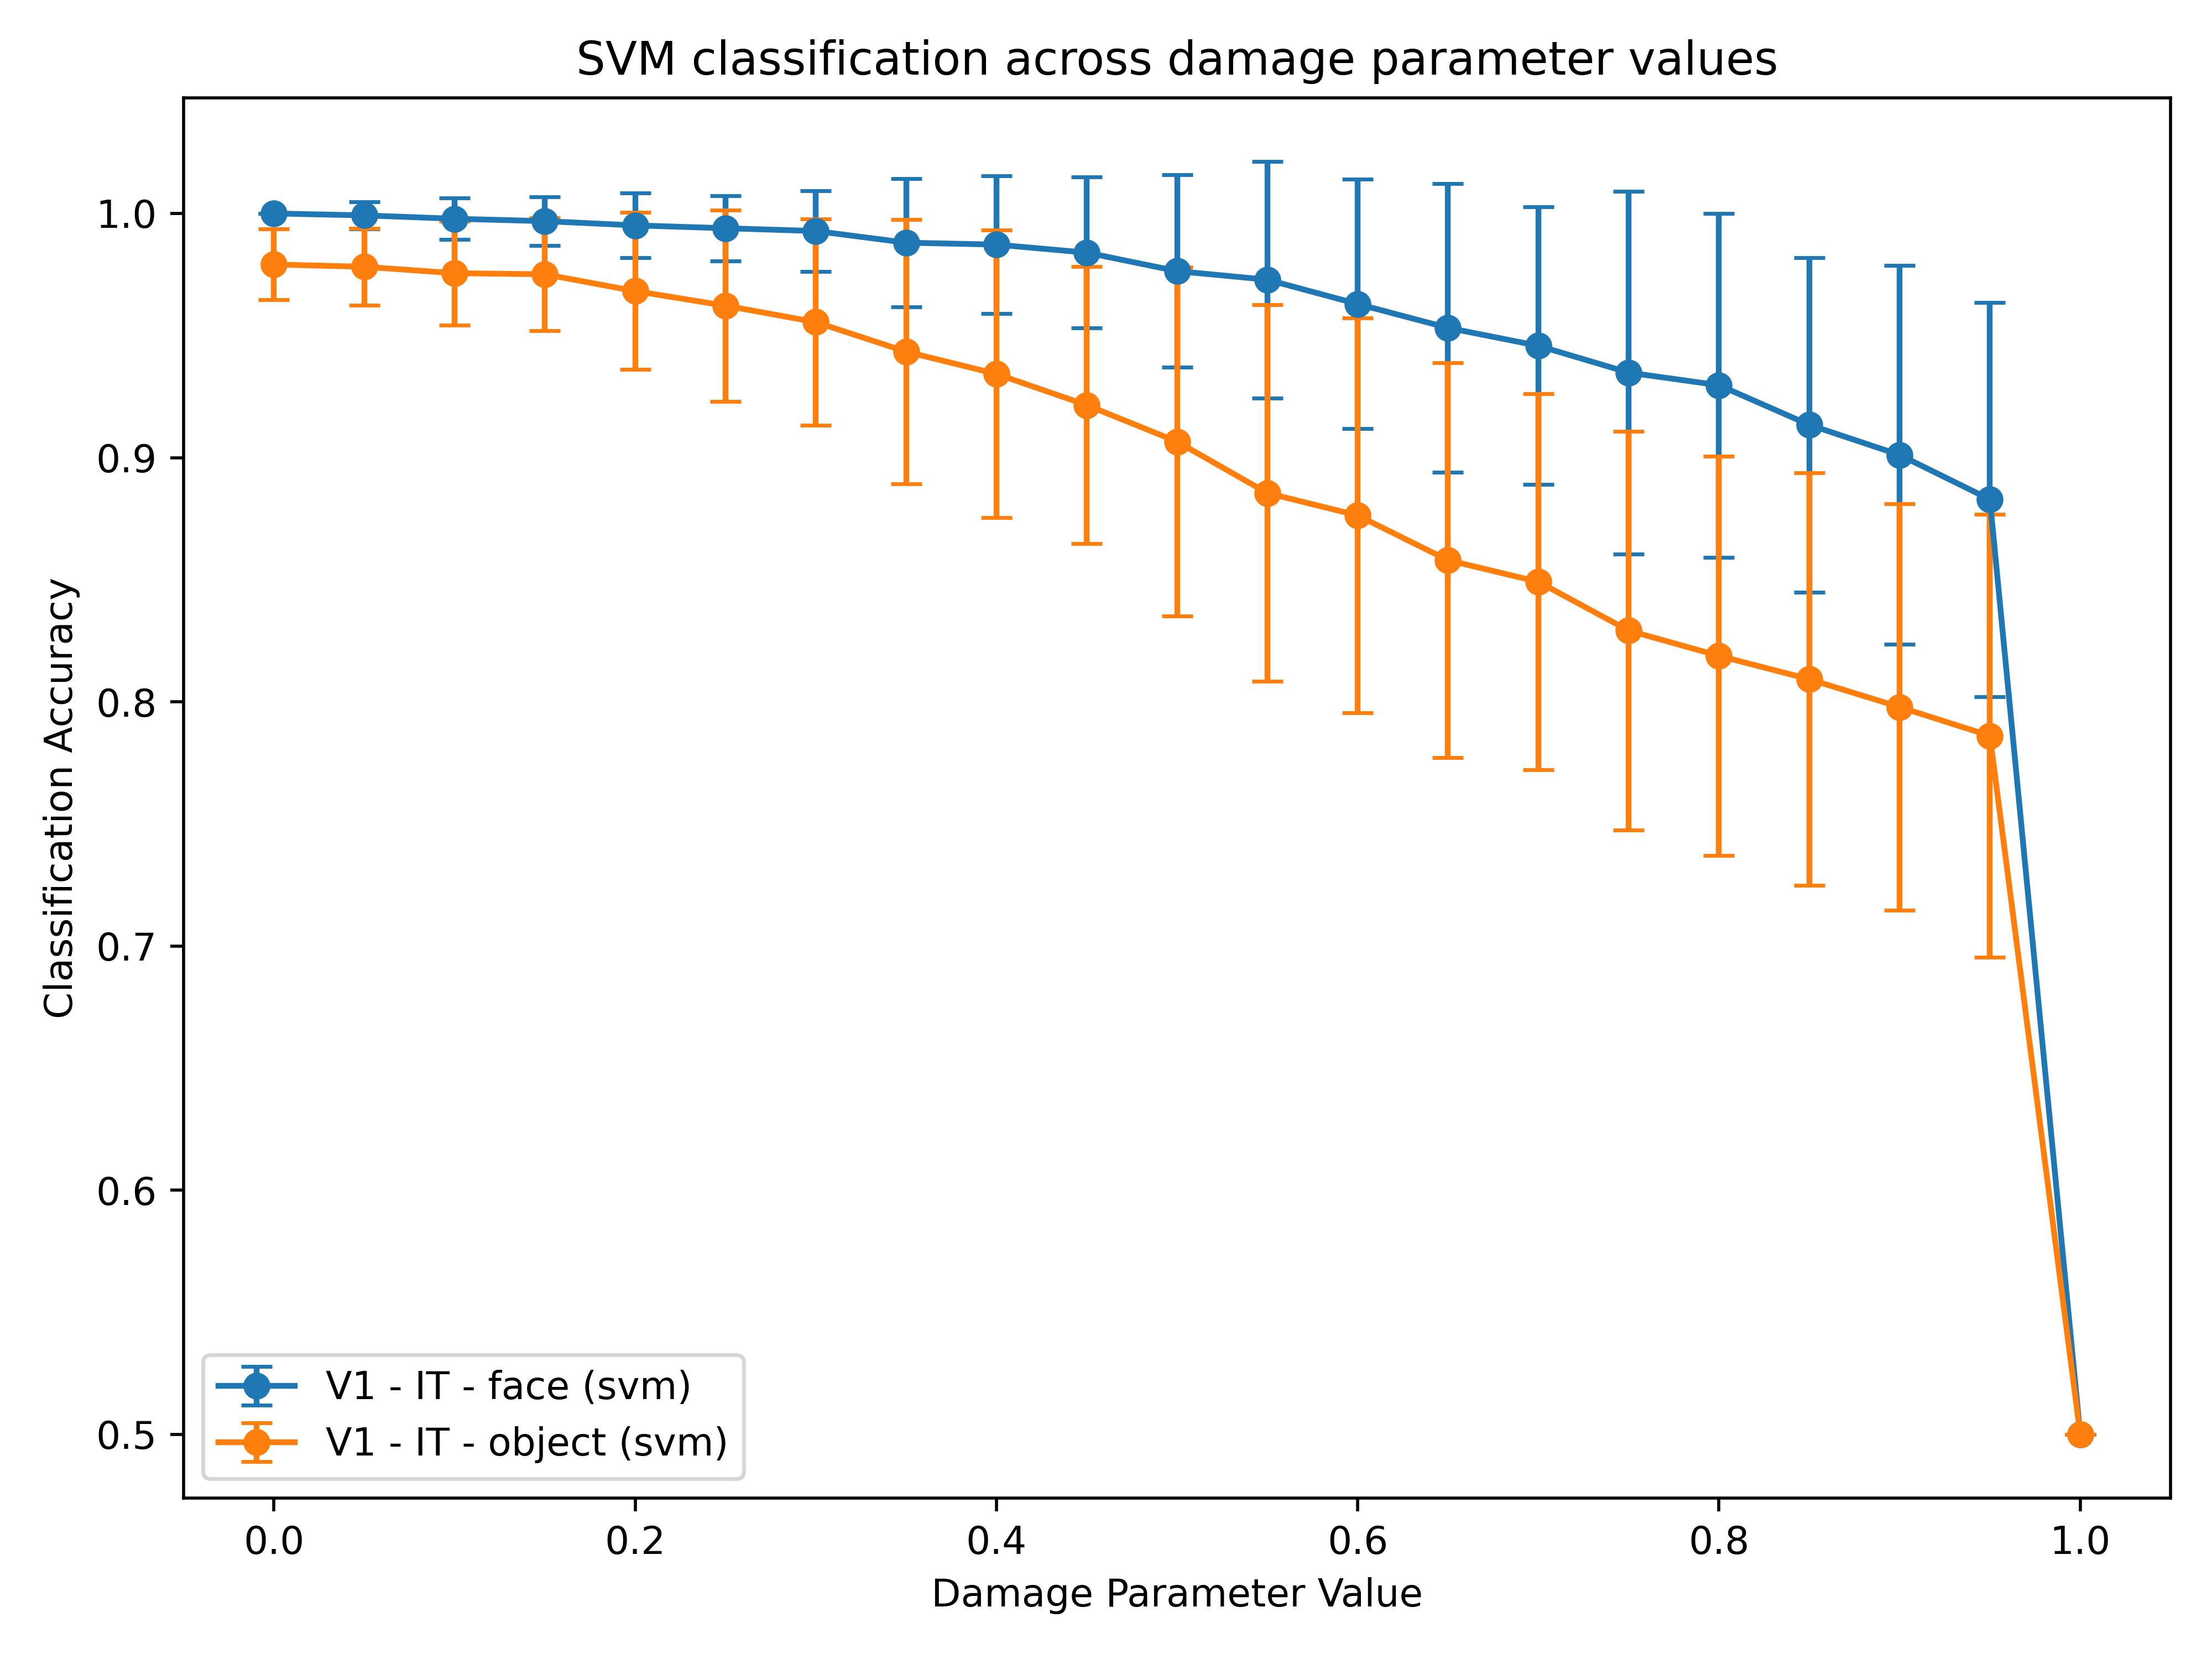 SVM classification across damage parameter values
Classification Accuracy
1.0
0.9
0.8
0.7
0.6
0.5
V1 - IT - face (svm)
V1 - IT - object (svm)
0.0 0.2 0.4 0.6 0.8 1.0
Damage Parameter Value